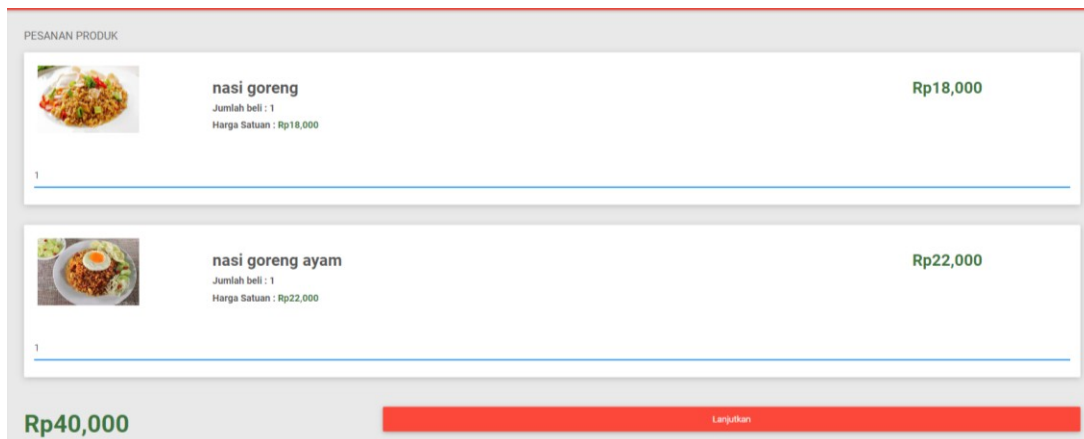 PESANAN PRODUK
nasi goreng
Rp18,000
Jumlah beli : 1
Harga Satuan : Rp18,000
1
nasi goreng ayam
Rp22,000
Jumlah beli : 1
Harga Satuan : Rp22,000
1
Rp40,000
Lanjutkan